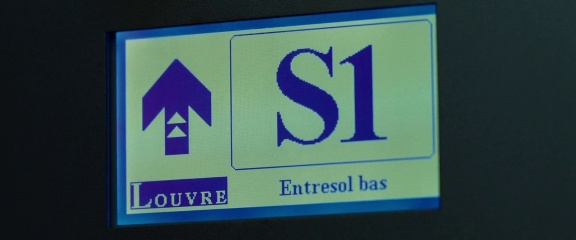 S1
LOUVRE
Entresol bas